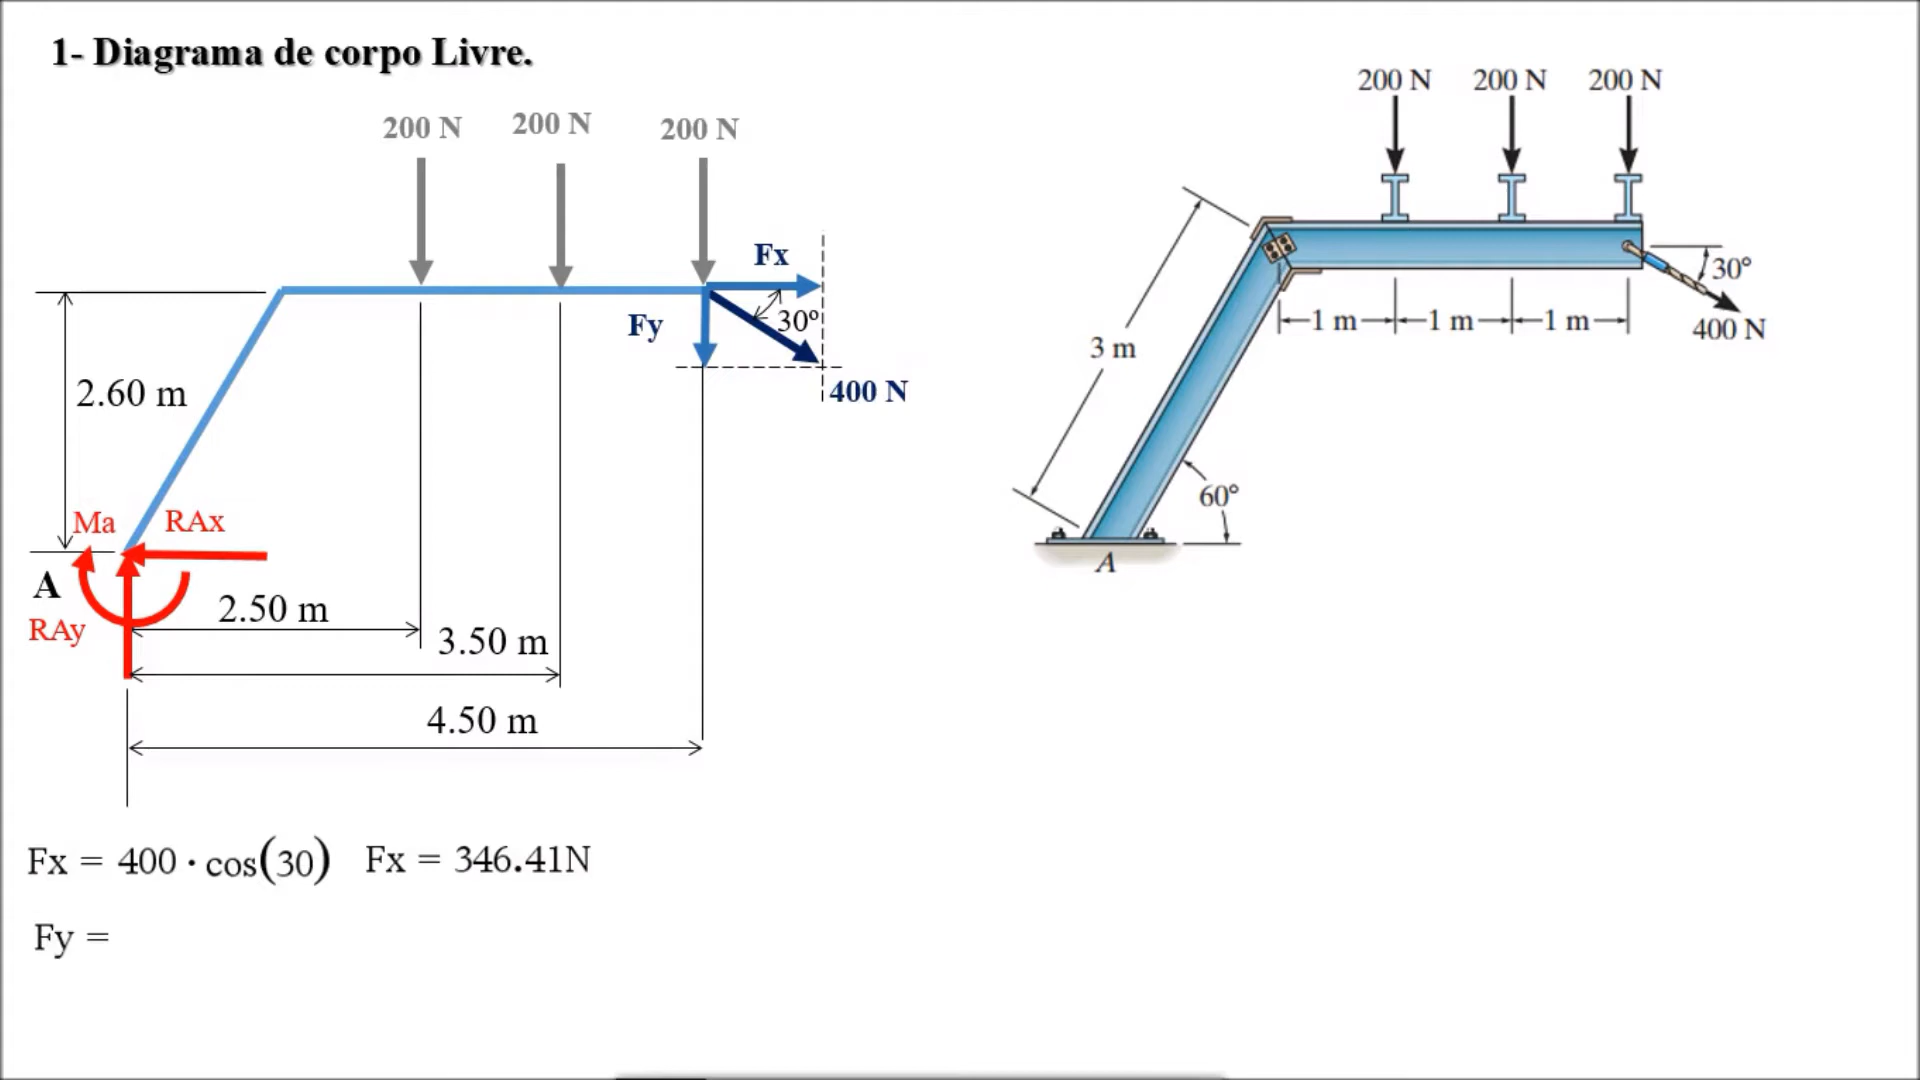 1- Diagrama de corpo Livre.
200 N 200 N 200 N
Fx
Fy
30º
400 N
2.60 m
Ma RAx
A
RAy
2.50 m
3.50 m
4.50 m
Fx = 400 · cos(30) Fx = 346.41N
Fy =
200 N 200 N 200 N
30°
1 m 1 m 1 m
400 N
3 m
60°
A